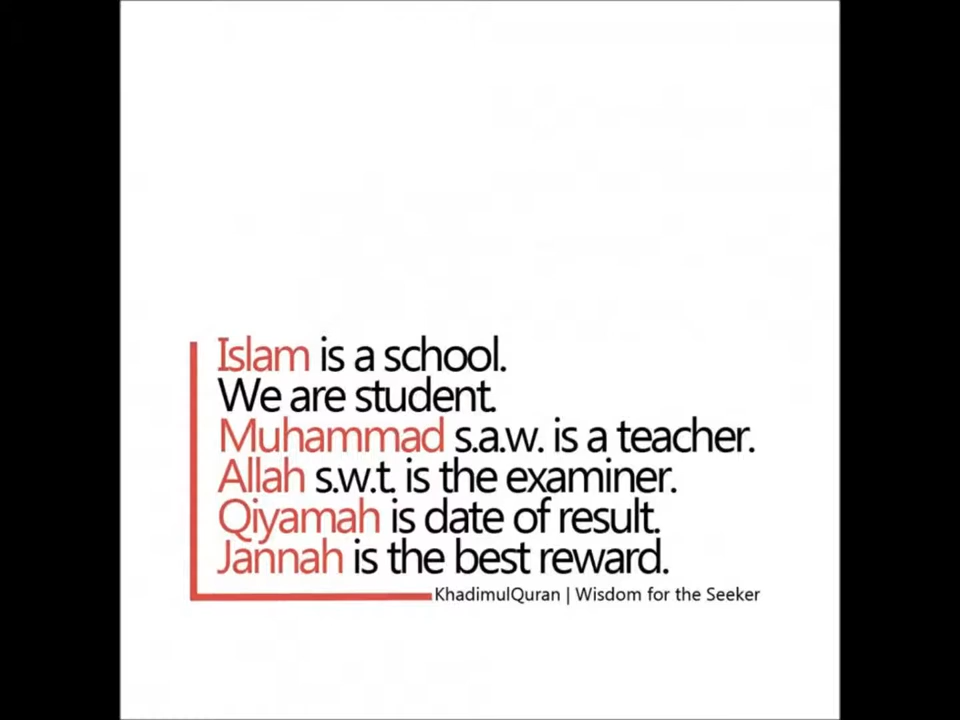 Islam is a school.
We are student.
Muhammad s.a.w. is a teacher.
Allah s.w.t. is the examiner.
Qiyamah is date of result.
Jannah is the best reward.
KhadimulQuran | Wisdom for the Seeker